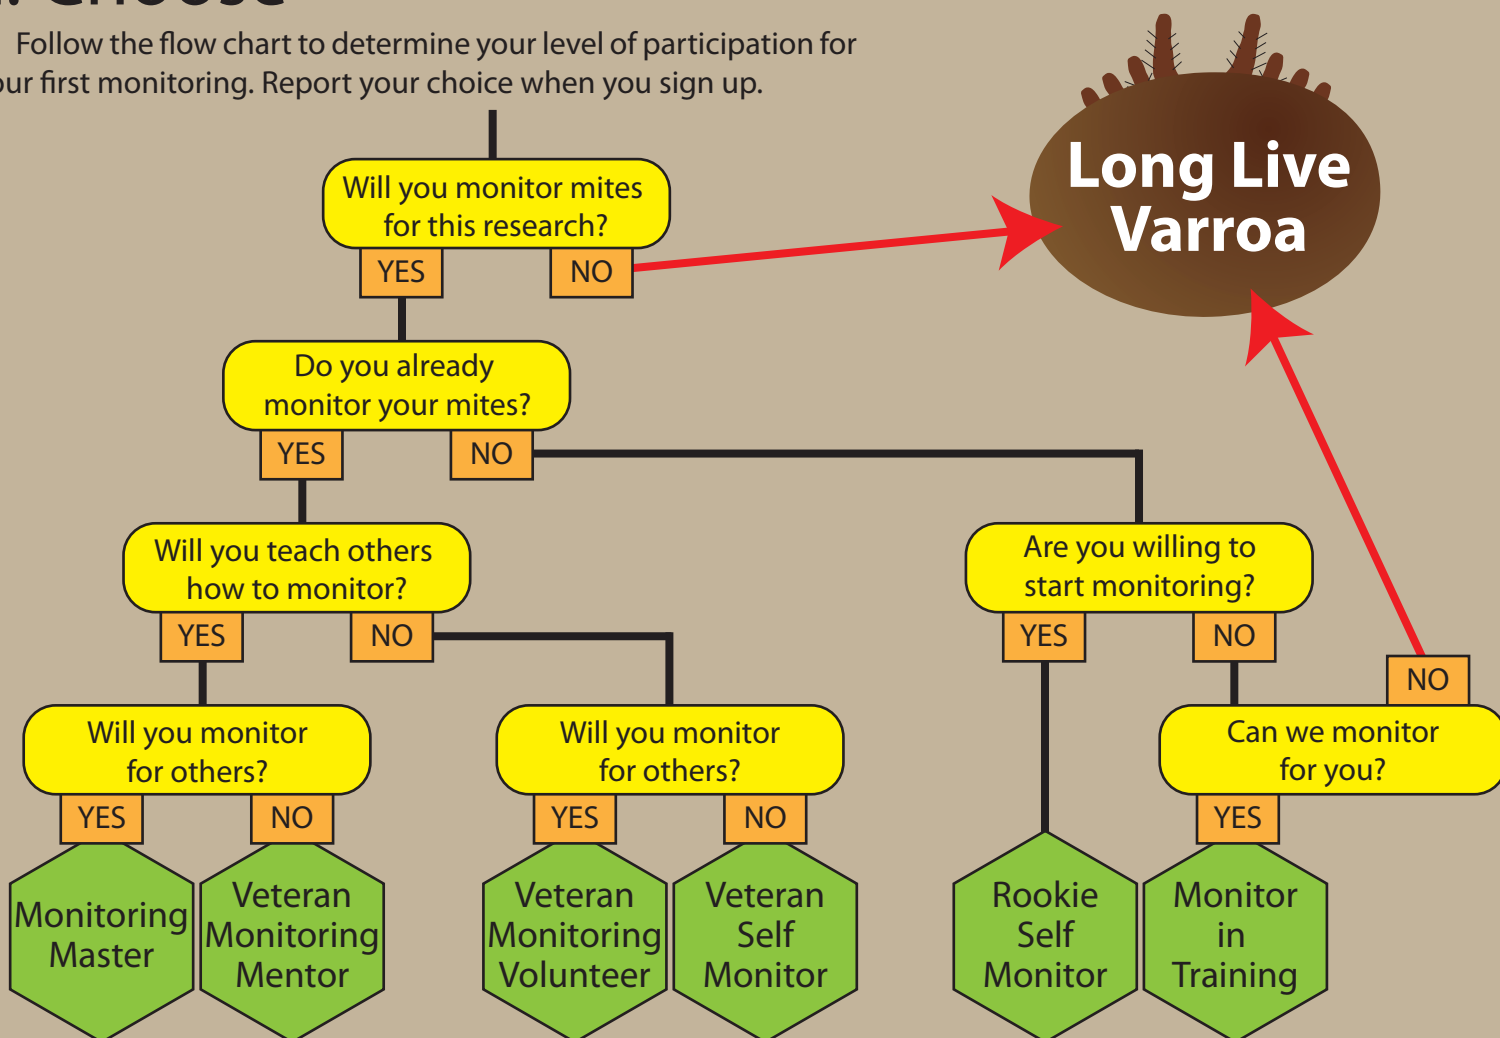 Choose
Follow the flow chart to determine your level of participation for
our first monitoring. Report your choice when you sign up.
Long Live
Varroa
Will you monitor mites
for this research?
YES
NO
Do you already
monitor your mites?
YES
NO
Will you teach others
how to monitor?
YES
NO
Are you willing to
start monitoring?
YES
NO
NO
Will you monitor
for others?
YES
NO
Will you monitor
for others?
YES
NO
Can we monitor
for you?
YES
Monitoring
Master
Veteran
Monitoring
Mentor
Veteran
Monitoring
Volunteer
Veteran
Self
Monitor
Rookie
Self
Monitor
Monitor
in
Training